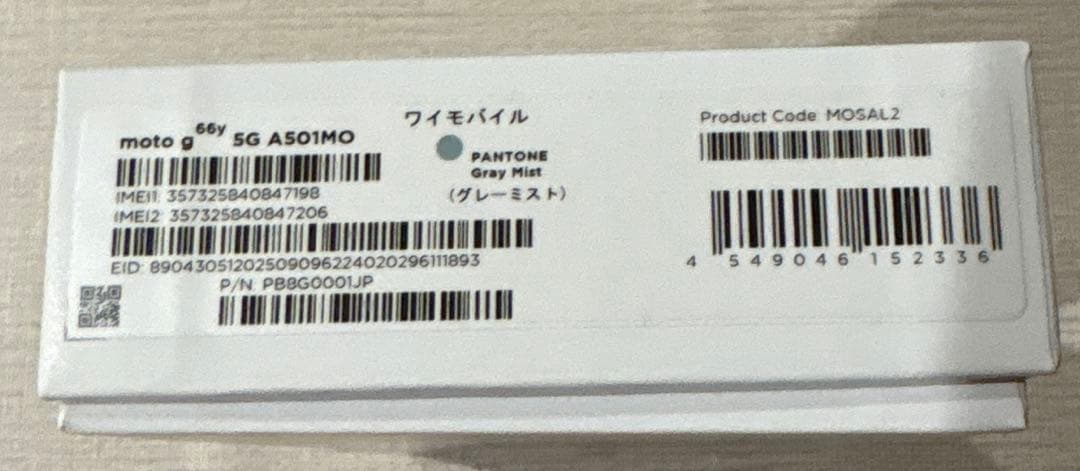 moto g66y 5G A501MO
IMEI1: 357325840847198
IMEI2: 357325840847206
EID: 89043051202509096224020296111893
P/N: PB8G0001JP
ワイモバイル
PANTONE
Gray Mist
(グレーミスト)
Product Code MOSAL2
4 549046 152336